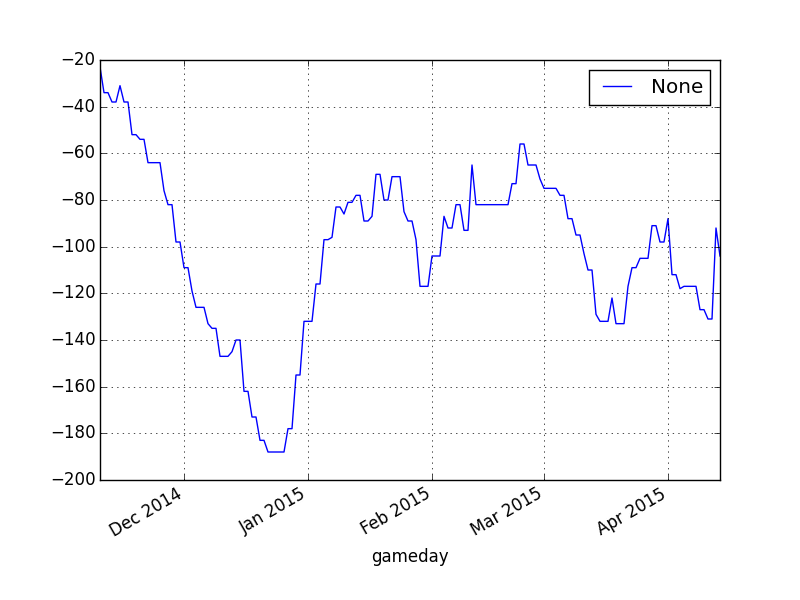 None
−20
−40
−60
−80
−100
−120
−140
−160
−180
−200
Dec 2014
Jan 2015
Feb 2015
Mar 2015
Apr 2015
gameday